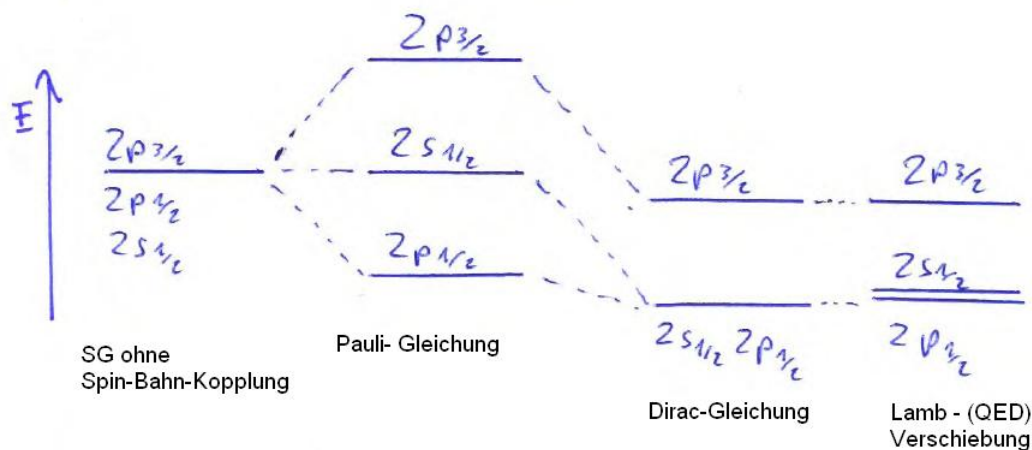 E
2p3/2
2p1/2
2s1/2
SG ohne
Spin-Bahn-Kopplung
2p3/2
2s1/2
2p1/2
Pauli- Gleichung
2p3/2
2s1/2 2p1/2
Dirac-Gleichung
2p3/2
2s1/2
2p1/2
Lamb - (QED)
Verschiebung